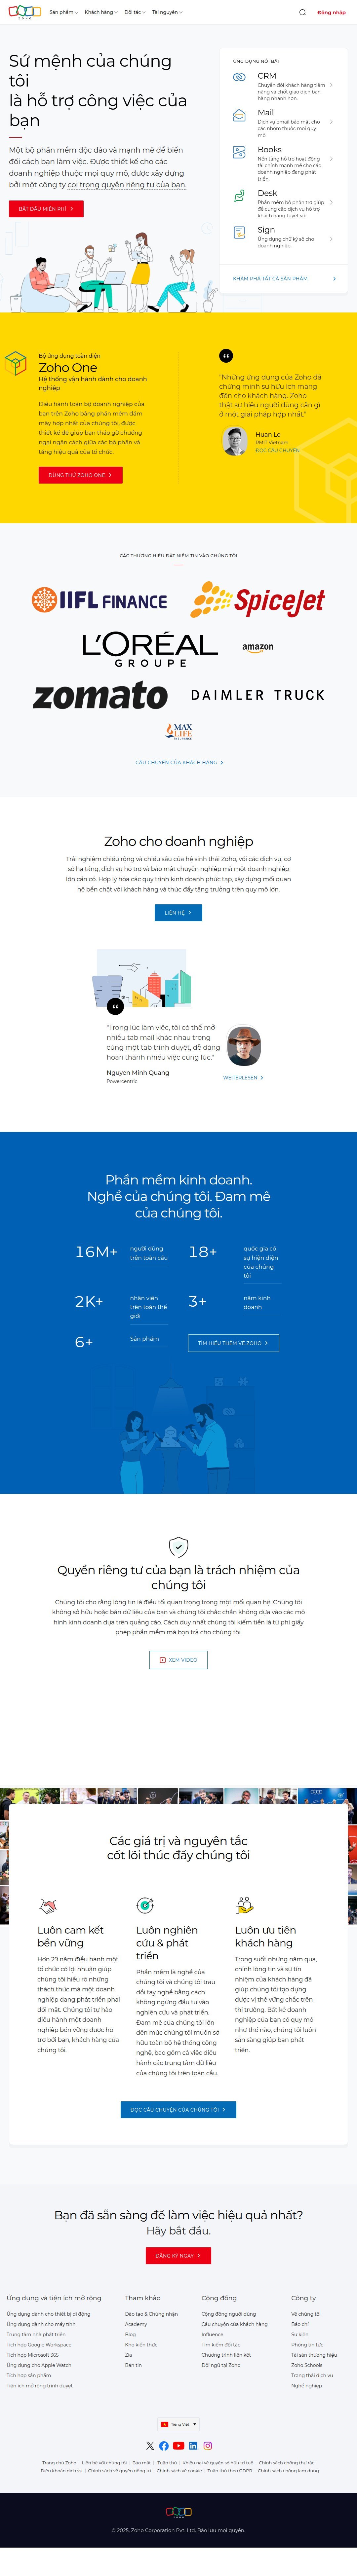 Sản phẩm
Khách hàng
Đối tác
Tài nguyên
Đăng nhập
ZOHO
Sứ mệnh của chúng
tôi
là hỗ trợ công việc của
bạn
Một bộ phần mềm độc đáo và mạnh mẽ để biến
đổi cách bạn làm việc. Được thiết kế cho các
doanh nghiệp thuộc mọi quy mô, được xây dựng
bởi một công ty coi trọng quyền riêng tư của bạn.
BẮT ĐẦU MIỄN PHÍ
ỨNG DỤNG NỔI BẬT
CRM
Chuyển đổi khách hàng tiềm
năng và chốt giao dịch bán
hàng nhanh hơn.
Mail
Dịch vụ email bảo mật cho
các nhóm thuộc mọi quy
mô.
Books
Nền tảng hỗ trợ hoạt động
tài chính mạnh mẽ cho các
doanh nghiệp đang phát
triển.
Desk
Phần mềm bộ phận trợ giúp
để cung cấp dịch vụ hỗ trợ
khách hàng tuyệt vời.
Sign
Ứng dụng chữ ký số cho
doanh nghiệp.
KHÁM PHÁ TẤT CẢ SẢN PHẨM
Bộ ứng dụng toàn diện
Zoho One
Hệ thống vận hành dành cho doanh
nghiệp
Điều hành toàn bộ doanh nghiệp của
bạn trên Zoho bằng phần mềm đám
mây hợp nhất của chúng tôi, được
thiết kế để giúp bạn tháo gỡ chướng
ngại ngăn cách giữa các bộ phận và
tăng hiệu quả của tổ chức.
DÙNG THỬ ZOHO ONE
"Những ứng dụng của Zoho đã
chứng minh sự hữu ích mang
đến cho khách hàng. Zoho
thật sự hiểu người dùng cần gì
ở một giải pháp hợp nhất."
Huan Le
RMIT Vietnam
ĐỌC CÂU CHUYỆN
CÁC THƯƠNG HIỆU ĐẶT NIỀM TIN VÀO CHÚNG TÔI
IIFL FINANCE
SpiceJet
L'ORÉAL
GROUPE
amazon
zomato
DAIMLER TRUCK
MAX
LIFE
INSURANCE
CÂU CHUYỆN CỦA KHÁCH HÀNG
Zoho cho doanh nghiệp
Trải nghiệm chiều rộng và chiều sâu của hệ sinh thái Zoho, với các dịch vụ, cơ
sở hạ tầng, dịch vụ hỗ trợ và bảo mật chuyên nghiệp mà một doanh nghiệp
lớn cần có. Hợp lý hóa các quy trình kinh doanh phức tạp, xây dựng mối quan
hệ bền chặt với khách hàng và thúc đẩy tăng trưởng trên quy mô lớn.
LIÊN HỆ
"Trong lúc làm việc, tôi có thể mở
nhiều tab mail khác nhau trong
cùng một tab trình duyệt, dễ dàng
hoàn thành nhiều việc cùng lúc."
Nguyen Minh Quang
Powercentric
WEITERLESEN
Phần mềm kinh doanh.
Nghề của chúng tôi. Đam mê
của chúng tôi.
16M+
người dùng
trên toàn cầu
18+
quốc gia có
sự hiện diện
của chúng
tôi
2K+
nhân viên
trên toàn thế
giới
3+
năm kinh
doanh
6+
Sản phẩm
TÌM HIỂU THÊM VỀ ZOHO
Quyền riêng tư của bạn là trách nhiệm của
chúng tôi
Chúng tôi cho rằng lòng tin là điều tối quan trọng trong một mối quan hệ. Chúng tôi
không sở hữu hoặc bán dữ liệu của bạn và chúng tôi chắc chắn không dựa vào các mô
hình kinh doanh dựa trên quảng cáo. Cách duy nhất chúng tôi kiếm tiền là từ phí giấy
phép phần mềm mà bạn trả cho chúng tôi.
XEM VIDEO
Các giá trị và nguyên tắc
cốt lõi thúc đẩy chúng tôi
Luôn cam kết
bền vững
Hơn 29 năm điều hành một
tổ chức có lợi nhuận giúp
chúng tôi hiểu rõ những
thách thức mà một doanh
nghiệp đang phát triển phải
đối mặt. Chúng tôi tự hào
điều hành một doanh
nghiệp bền vững được hỗ
trợ bởi bạn, khách hàng của
chúng tôi.
Luôn nghiên
cứu & phát
triển
Phần mềm là nghề của
chúng tôi và chúng tôi trau
dồi tay nghề bằng cách
không ngừng đầu tư vào
nghiên cứu và phát triển.
Đam mê của chúng tôi lớn
đến mức chúng tôi muốn sở
hữu toàn bộ hệ thống công
nghệ, bao gồm cả việc điều
hành các trung tâm dữ liệu
của chúng tôi trên toàn cầu.
Luôn ưu tiên
khách hàng
Trong suốt những năm qua,
chính lòng tin và sự tín
nhiệm của khách hàng đã
giúp chúng tôi tạo dựng
được vị thế vững chắc trên
thị trường. Bất kể doanh
nghiệp của bạn có quy mô
như thế nào, chúng tôi luôn
sẵn sàng giúp bạn phát
triển.
ĐỌC CÂU CHUYỆN CỦA CHÚNG TÔI
Bạn đã sẵn sàng để làm việc hiệu quả nhất?
Hãy bắt đầu.
ĐĂNG KÝ NGAY
Ứng dụng và tiện ích mở rộng
Ứng dụng dành cho thiết bị di động
Ứng dụng dành cho máy tính
Trung tâm nhà phát triển
Tích hợp Google Workspace
Tích hợp Microsoft 365
Ứng dụng cho Apple Watch
Tích hợp sản phẩm
Tiện ích mở rộng trình duyệt
Tham khảo
Đào tạo & Chứng nhận
Academy
Blog
Kho kiến thức
Zia
Bản tin
Cộng đồng
Cộng đồng người dùng
Câu chuyện của khách hàng
Influence
Tìm kiếm đối tác
Chương trình liên kết
Đội ngũ tại Zoho
Công ty
Về chúng tôi
Báo chí
Sự kiện
Phòng tin tức
Tài sản thương hiệu
Zoho Schools
Trạng thái dịch vụ
Nghề nghiệp
Tiếng Việt
Trang chủ Zoho
Liên hệ với chúng tôi
Bảo mật
Tuân thủ
Khiếu nại về quyền sở hữu trí tuệ
Chính sách chống thư rác
Điều khoản dịch vụ
Chính sách về quyền riêng tư
Chính sách về cookie
Tuân thủ theo GDPR
Chính sách chống lạm dụng
ZOHO
© 2025, Zoho Corporation Pvt. Ltd. Bảo lưu mọi quyền.